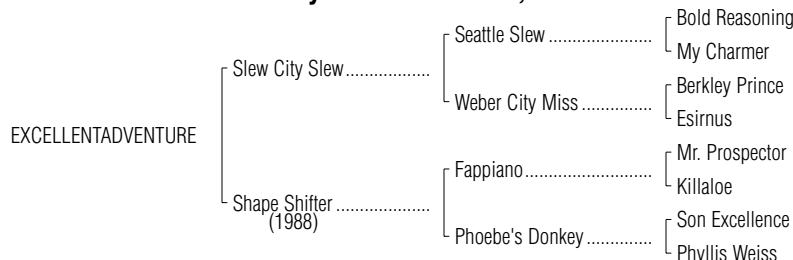 Bold Reasoning
Seattle Slew
My Charmer
Slew City Slew
Berkley Prince
Weber City Miss
Esirnus
EXCELLENTADVENTURE
Mr. Prospector
Fappiano
Killaloe
Shape Shifter
(1988)
Son Excellence
Phoebe's Donkey
Phyllis Weiss